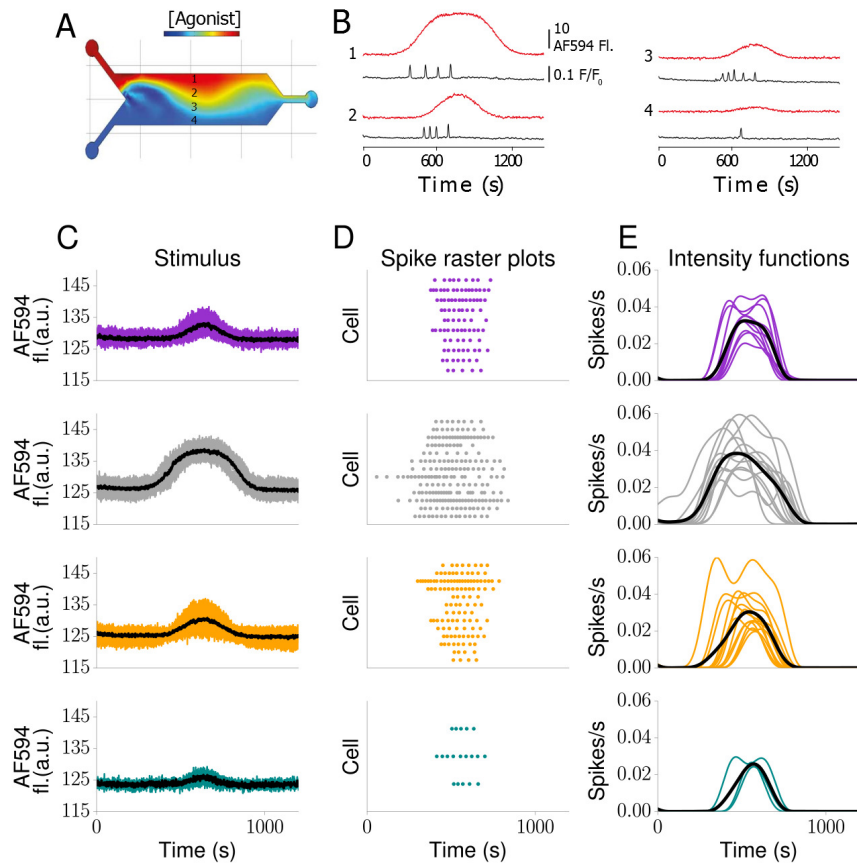 A
[Agonist]
1
2
3
4
B
1
10
AF594 Fl.
0.1 F/F0
2
0 600 1200
Time (s)
3
4
0 600 1200
Time (s)
C
Stimulus
D
Spike raster plots
E
Intensity functions
AF594
fl.(a.u.)
145
135
125
115
Cell
Spikes/s
0.06
0.04
0.02
0.00
AF594
fl.(a.u.)
145
135
125
115
Cell
Spikes/s
0.06
0.04
0.02
0.00
AF594
fl.(a.u.)
145
135
125
115
Cell
Spikes/s
0.06
0.04
0.02
0.00
AF594
fl.(a.u.)
145
135
125
115
Cell
Spikes/s
0.06
0.04
0.02
0.00
0 1000
Time (s)
0 1000
Time (s)
0 1000
Time (s)